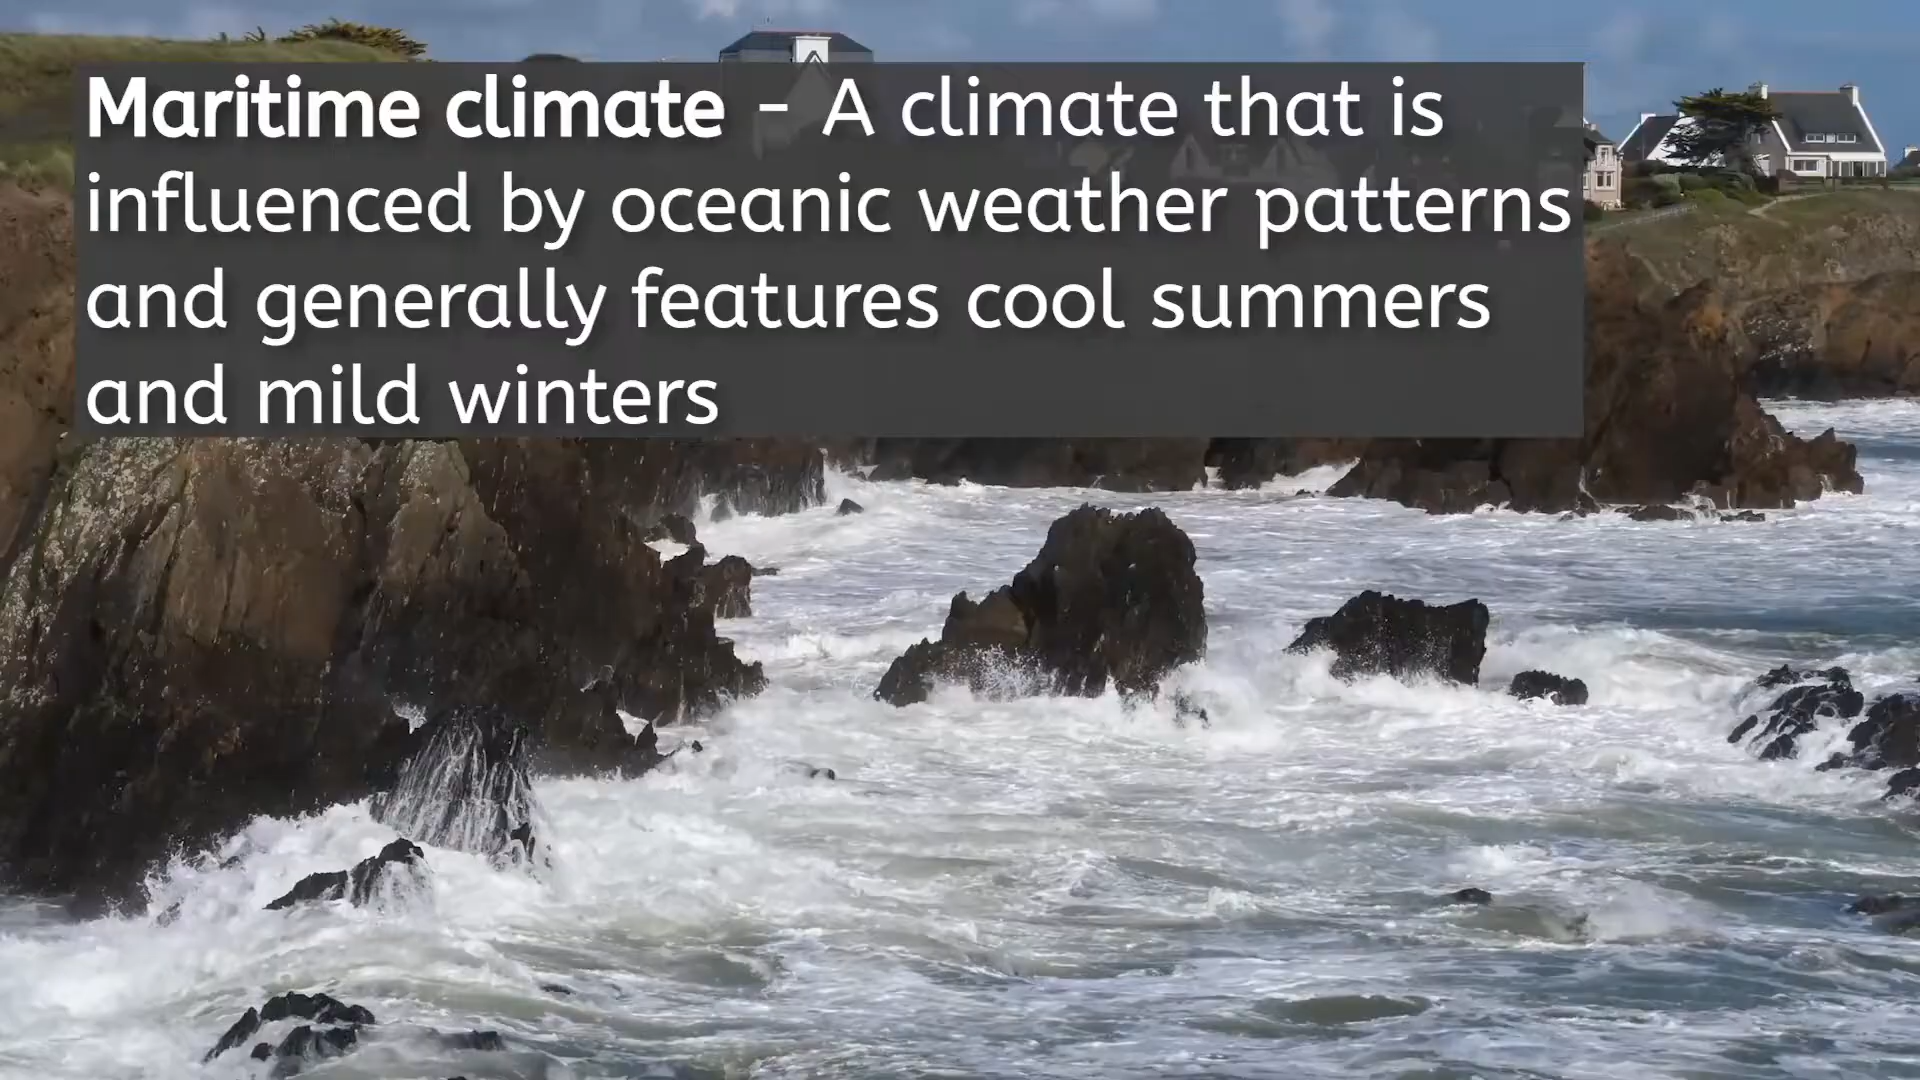 Maritime climate - A climate that is
influenced by oceanic weather patterns
and generally features cool summers
and mild winters